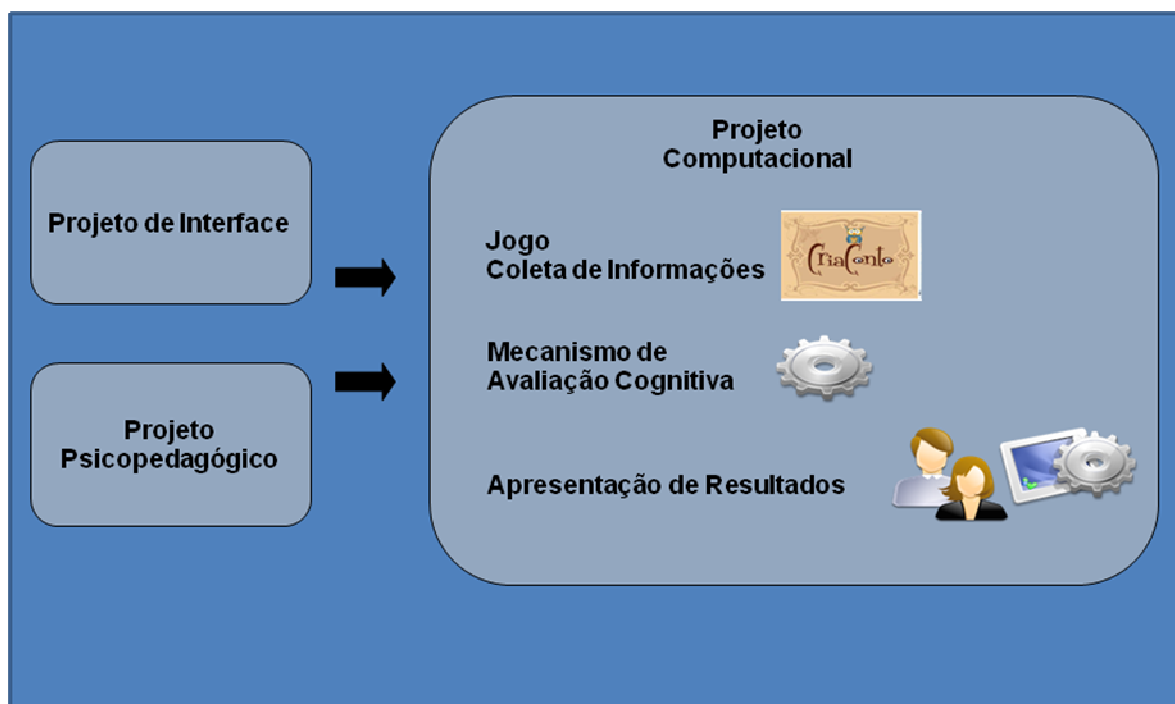 Projeto de Interface
Projeto
Psicopedagógico
Projeto
Computacional
Jogo
Coleta de Informações
CriaConto
Mecanismo de
Avaliação Cognitiva
Apresentação de Resultados